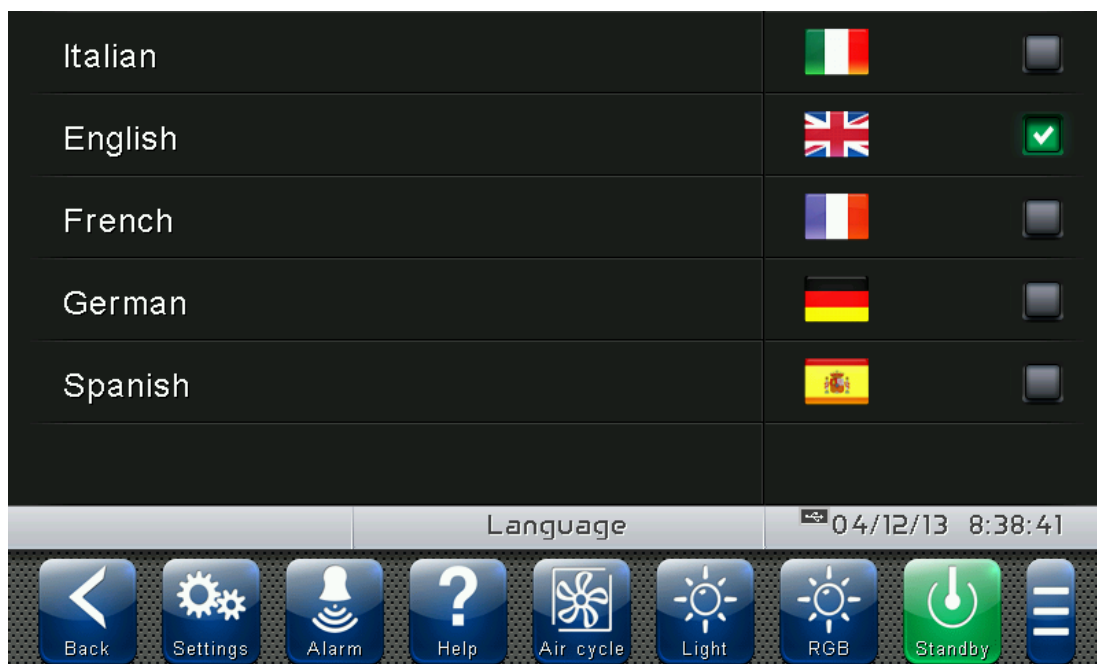 Italian
English
French
German
Spanish
Language 04/12/13 8:38:41
Back Settings Alarm Help Air cycle Light RGB Standby